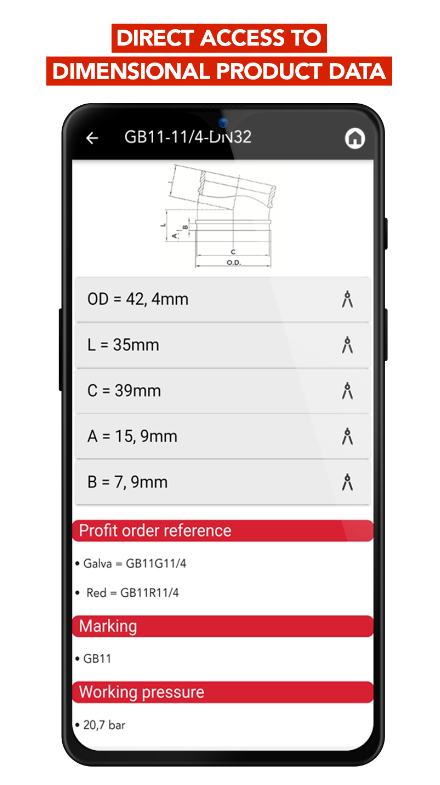 DIRECT ACCESS TO
DIMENSIONAL PRODUCT DATA
GB11-11/4-DN32
L
L
B
A
C
O.D.
OD = 42, 4mm
L = 35mm
C = 39mm
A = 15, 9mm
B = 7, 9mm
Profit order reference
• Galva = GB11G11/4
• Red = GB11R11/4
Marking
• GB11
Working pressure
• 20,7 bar